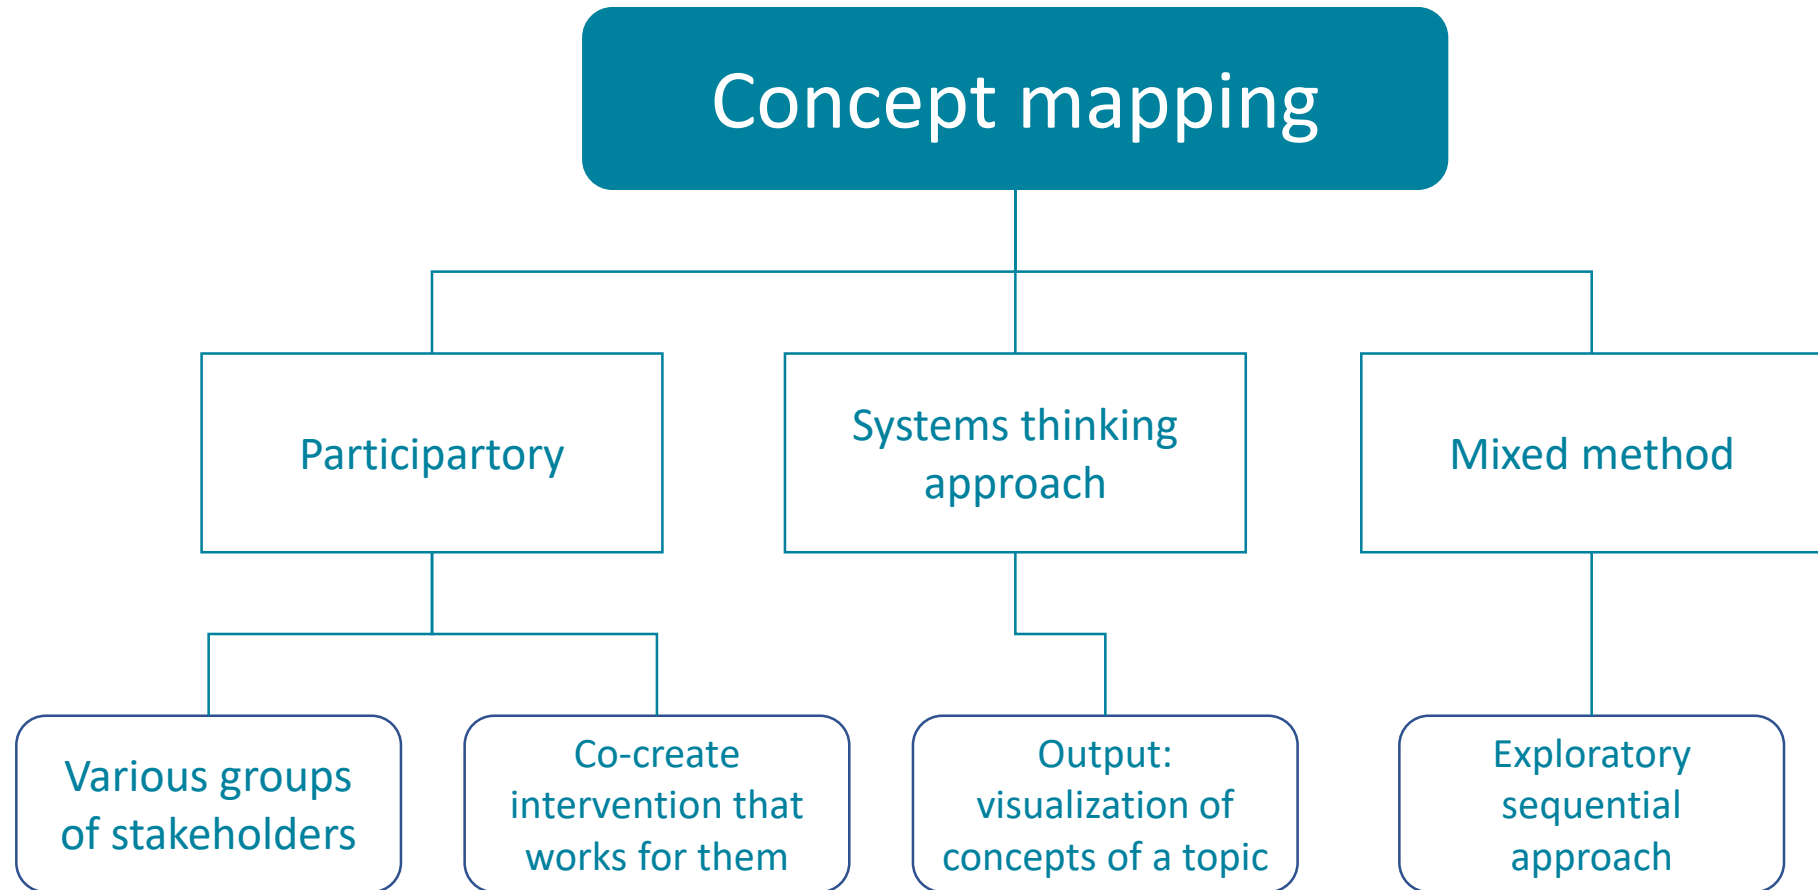 Concept mapping
Participartory
Systems thinking
approach
Mixed method
Various groups
of stakeholders
Co-create
intervention that
works for them
Output:
visualization of
concepts of a topic
Exploratory
sequential
approach